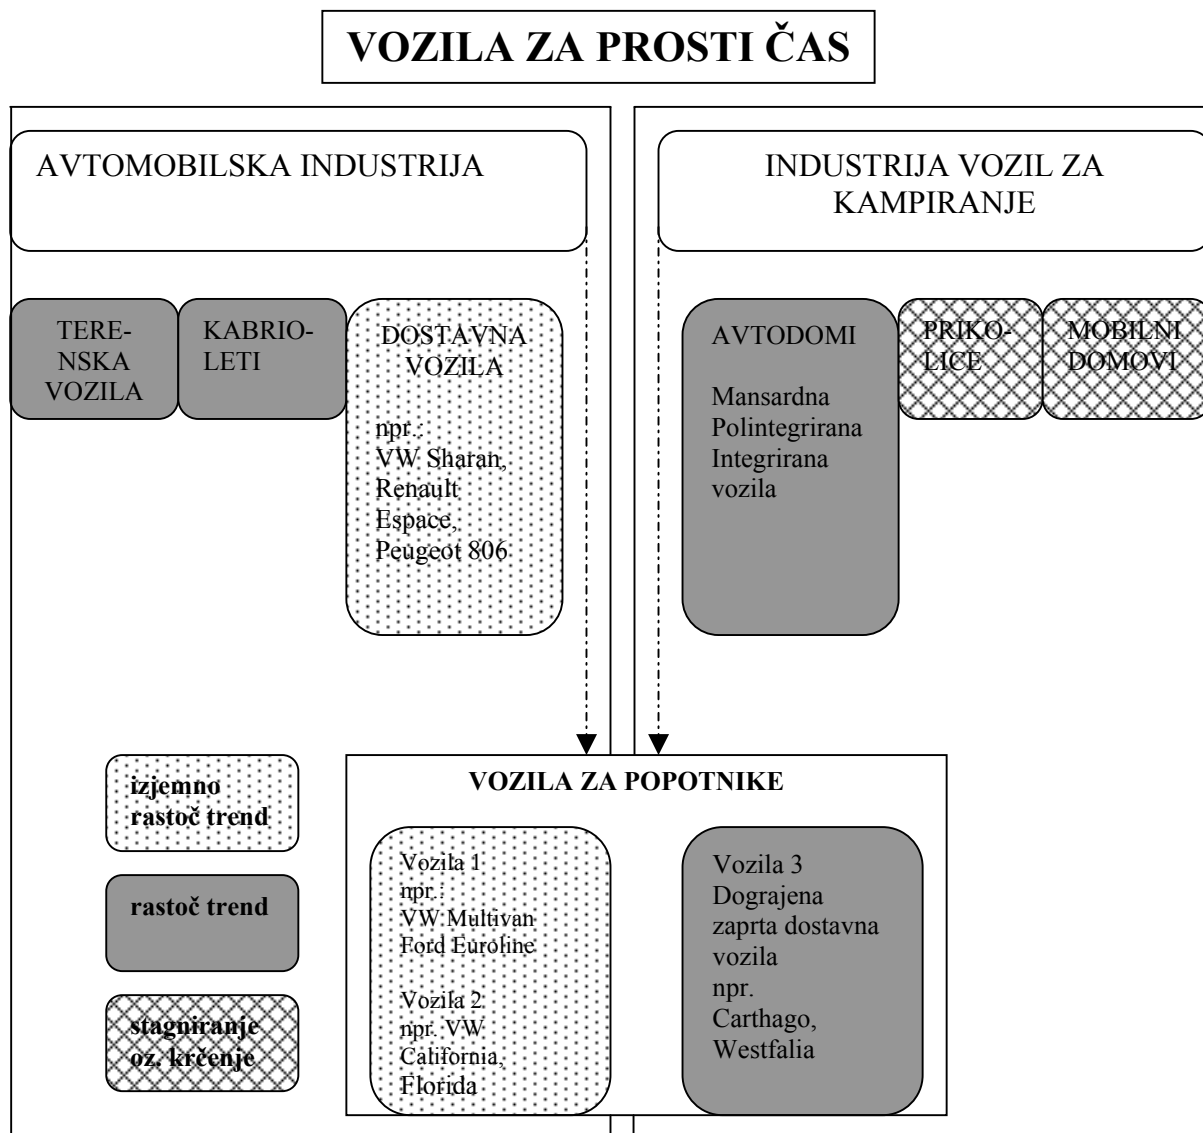 VOZILA ZA PROSTI ČAS
AVTOMOBILSKA INDUSTRIJA
INDUSTRIJA VOZIL ZA
KAMPIRANJE
TERE-
NSKA
VOZILA
KABRIO-
LETI
DOSTAVNA
VOZILA
npr.:
VW Sharan,
Renault
Espace,
Peugeot 806
AVTODOMI
Mansardna
Polintegrirana
Integrirana
vozila
PRIKO-
LICE
MOBILNI
DOMOVI
izjemno
rastoč trend
rastoč trend
stagniranje
oz. krčenje
VOZILA ZA POPOTNIKE
Vozila 1
npr.:
VW Multivan
Ford Euroline
Vozila 2
npr. VW
California,
Florida
Vozila 3
Dograjena
zaprta dostavna
vozila
npr.
Carthago,
Westfalia